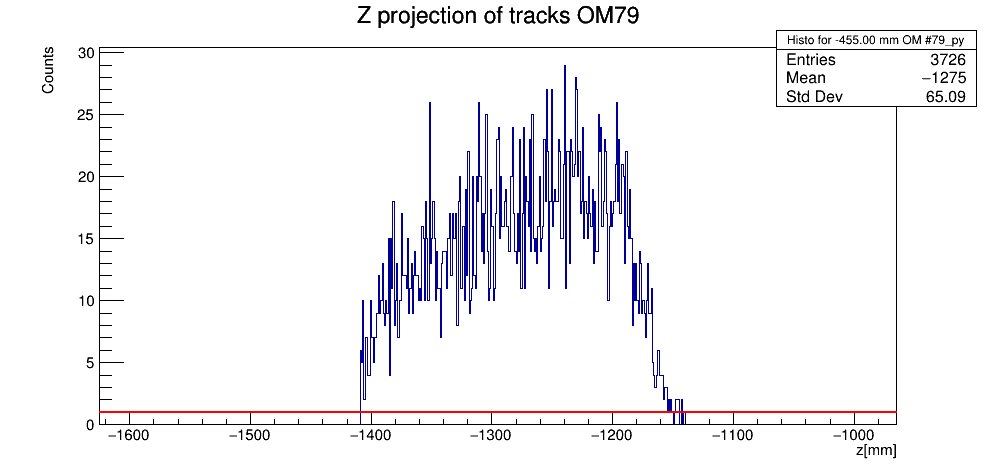 Z projection of tracks OM79
Histo for -455.00 mm OM #79_py
Entries 3726
Mean −1275
Std Dev 65.09
Counts
30
25
20
15
10
5
0
−1600 −1500 −1400 −1300 −1200 −1100 −1000
z[mm]